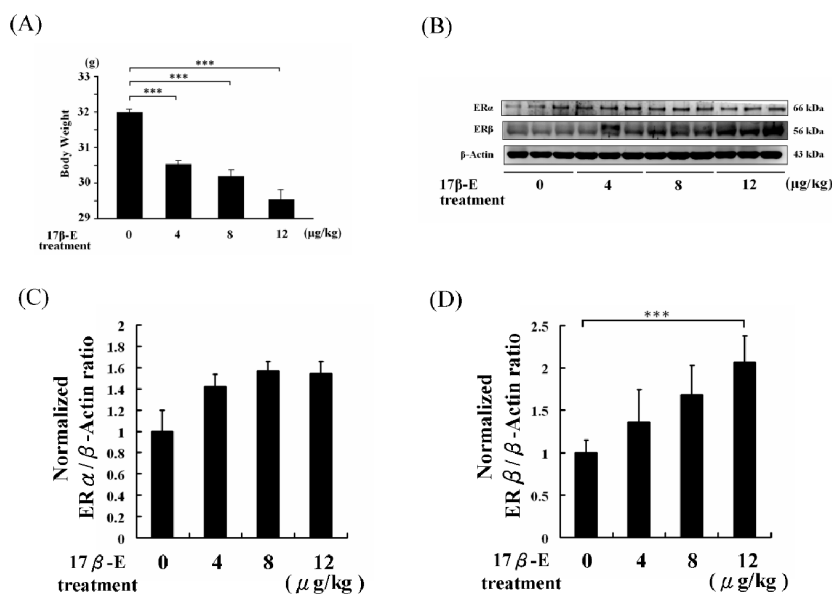 (A)
(g)
***
***
***
Body Weight
32
31
30
29
0 4 8 12 (μg/kg)
17β-E
treatment
(B)
ERα 66 kDa
ERβ 56 kDa
β-Actin 43 kDa
17β-E 0 4 8 12 (μg/kg)
treatment
(C)
Normalized
ER α/β-Actin ratio
2
1.8
1.6
1.4
1.2
1
0.8
0.6
0.4
0.2
0
17β-E 0 4 8 12
treatment (μg/kg)
(D)
***
Normalized
ER β/β-Actin ratio
2.5
2
1.5
1
0.5
0
17β-E 0 4 8 12
treatment (μg/kg)